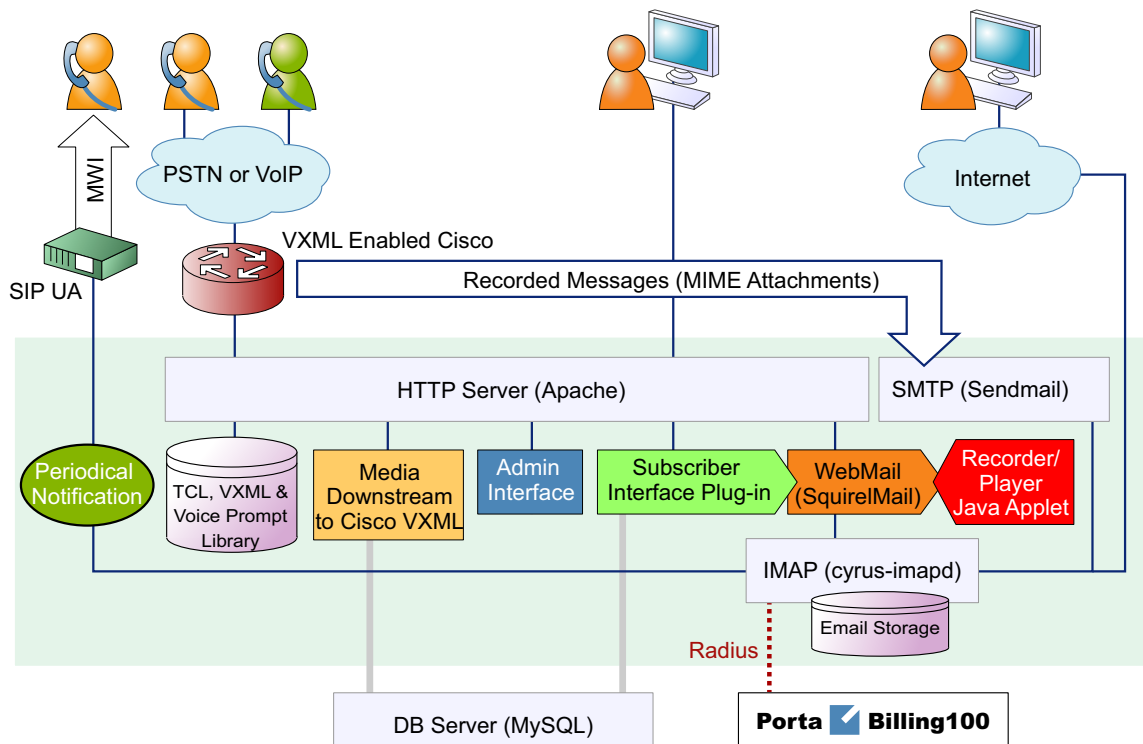 MWI
PSTN or VoIP
Internet
VXML Enabled Cisco
SIP UA
Recorded Messages (MIME Attachments)
HTTP Server (Apache)
SMTP (Sendmail)
Periodical
Notification
TCL, VXML &
Voice Prompt
Library
Media
Downstream
to Cisco VXML
Admin
Interface
Subscriber
Interface Plug-in
WebMail
(SquirelMail)
Recorder/
Player
Java Applet
IMAP (cyrus-imapd)
Email Storage
Radius
DB Server (MySQL)
Porta Billing100